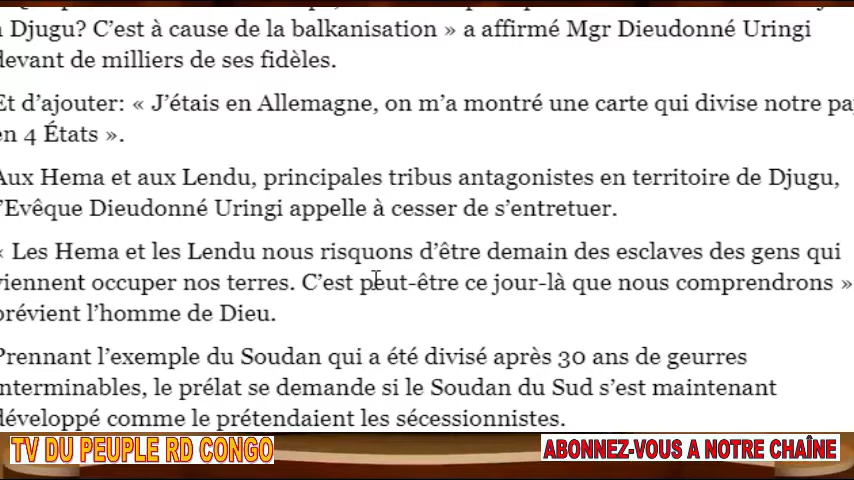 Djugu? C'est à cause de la balkanisation » a affirmé Mgr Dieudonné Uringi
devant de milliers de ses fidèles.
Et d'ajouter: « J'étais en Allemagne, on m'a montré une carte qui divise notre pa
en 4 États ».
Aux Hema et aux Lendu, principales tribus antagonistes en territoire de Djugu,
l'Evêque Dieudonné Uringi appelle à cesser de s'entretuer.
« Les Hema et les Lendu nous risquons d'être demain des esclaves des gens qui
viennent occuper nos terres. C'est peut-être ce jour-là que nous comprendrons »
prévient l'homme de Dieu.
Prennant l'exemple du Soudan qui a été divisé après 30 ans de geurres
interminables, le prélat se demande si le Soudan du Sud s'est maintenant
développé comme le prétendaient les sécessionnistes.
TV DU PEUPLE RD CONGO
ABONNEZ-VOUS A NOTRE CHAÎNE